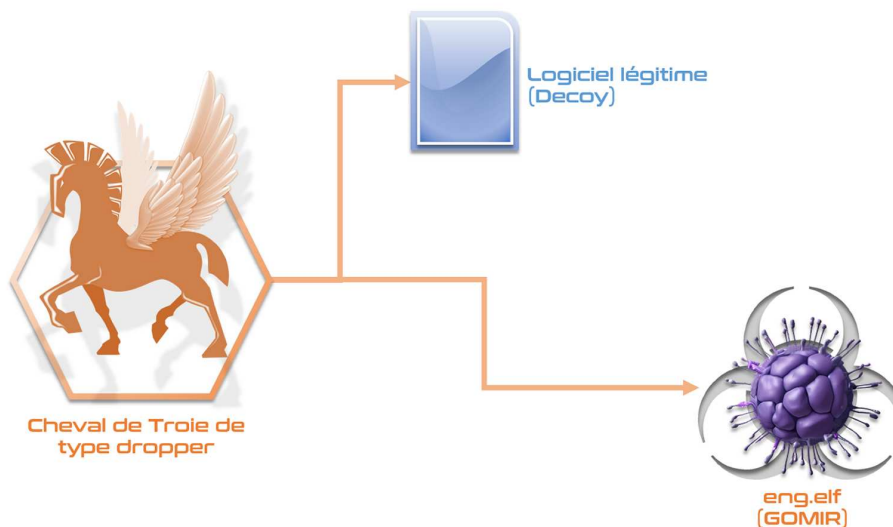 Logiciel légitime
(Decoy)
Cheval de Troie de
type dropper
eng.elf
(GOMIR)